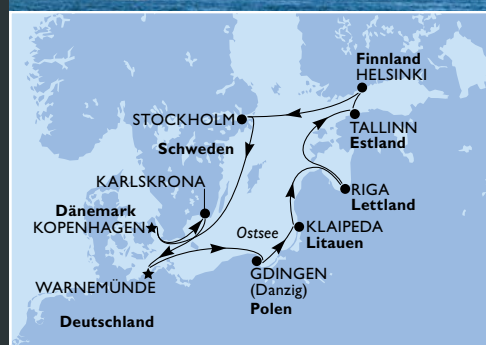 Finnland
HELSINKI
STOCKHOLM
TALLINN
Estland
Schweden
KARLSKRONA
RIGA
Lettland
Dänemark
KOPENHAGEN
Ostsee
KLAIPEDA
Litauen
GDINGEN
(Danzig)
Polen
WARNEMÜNDE
Deutschland